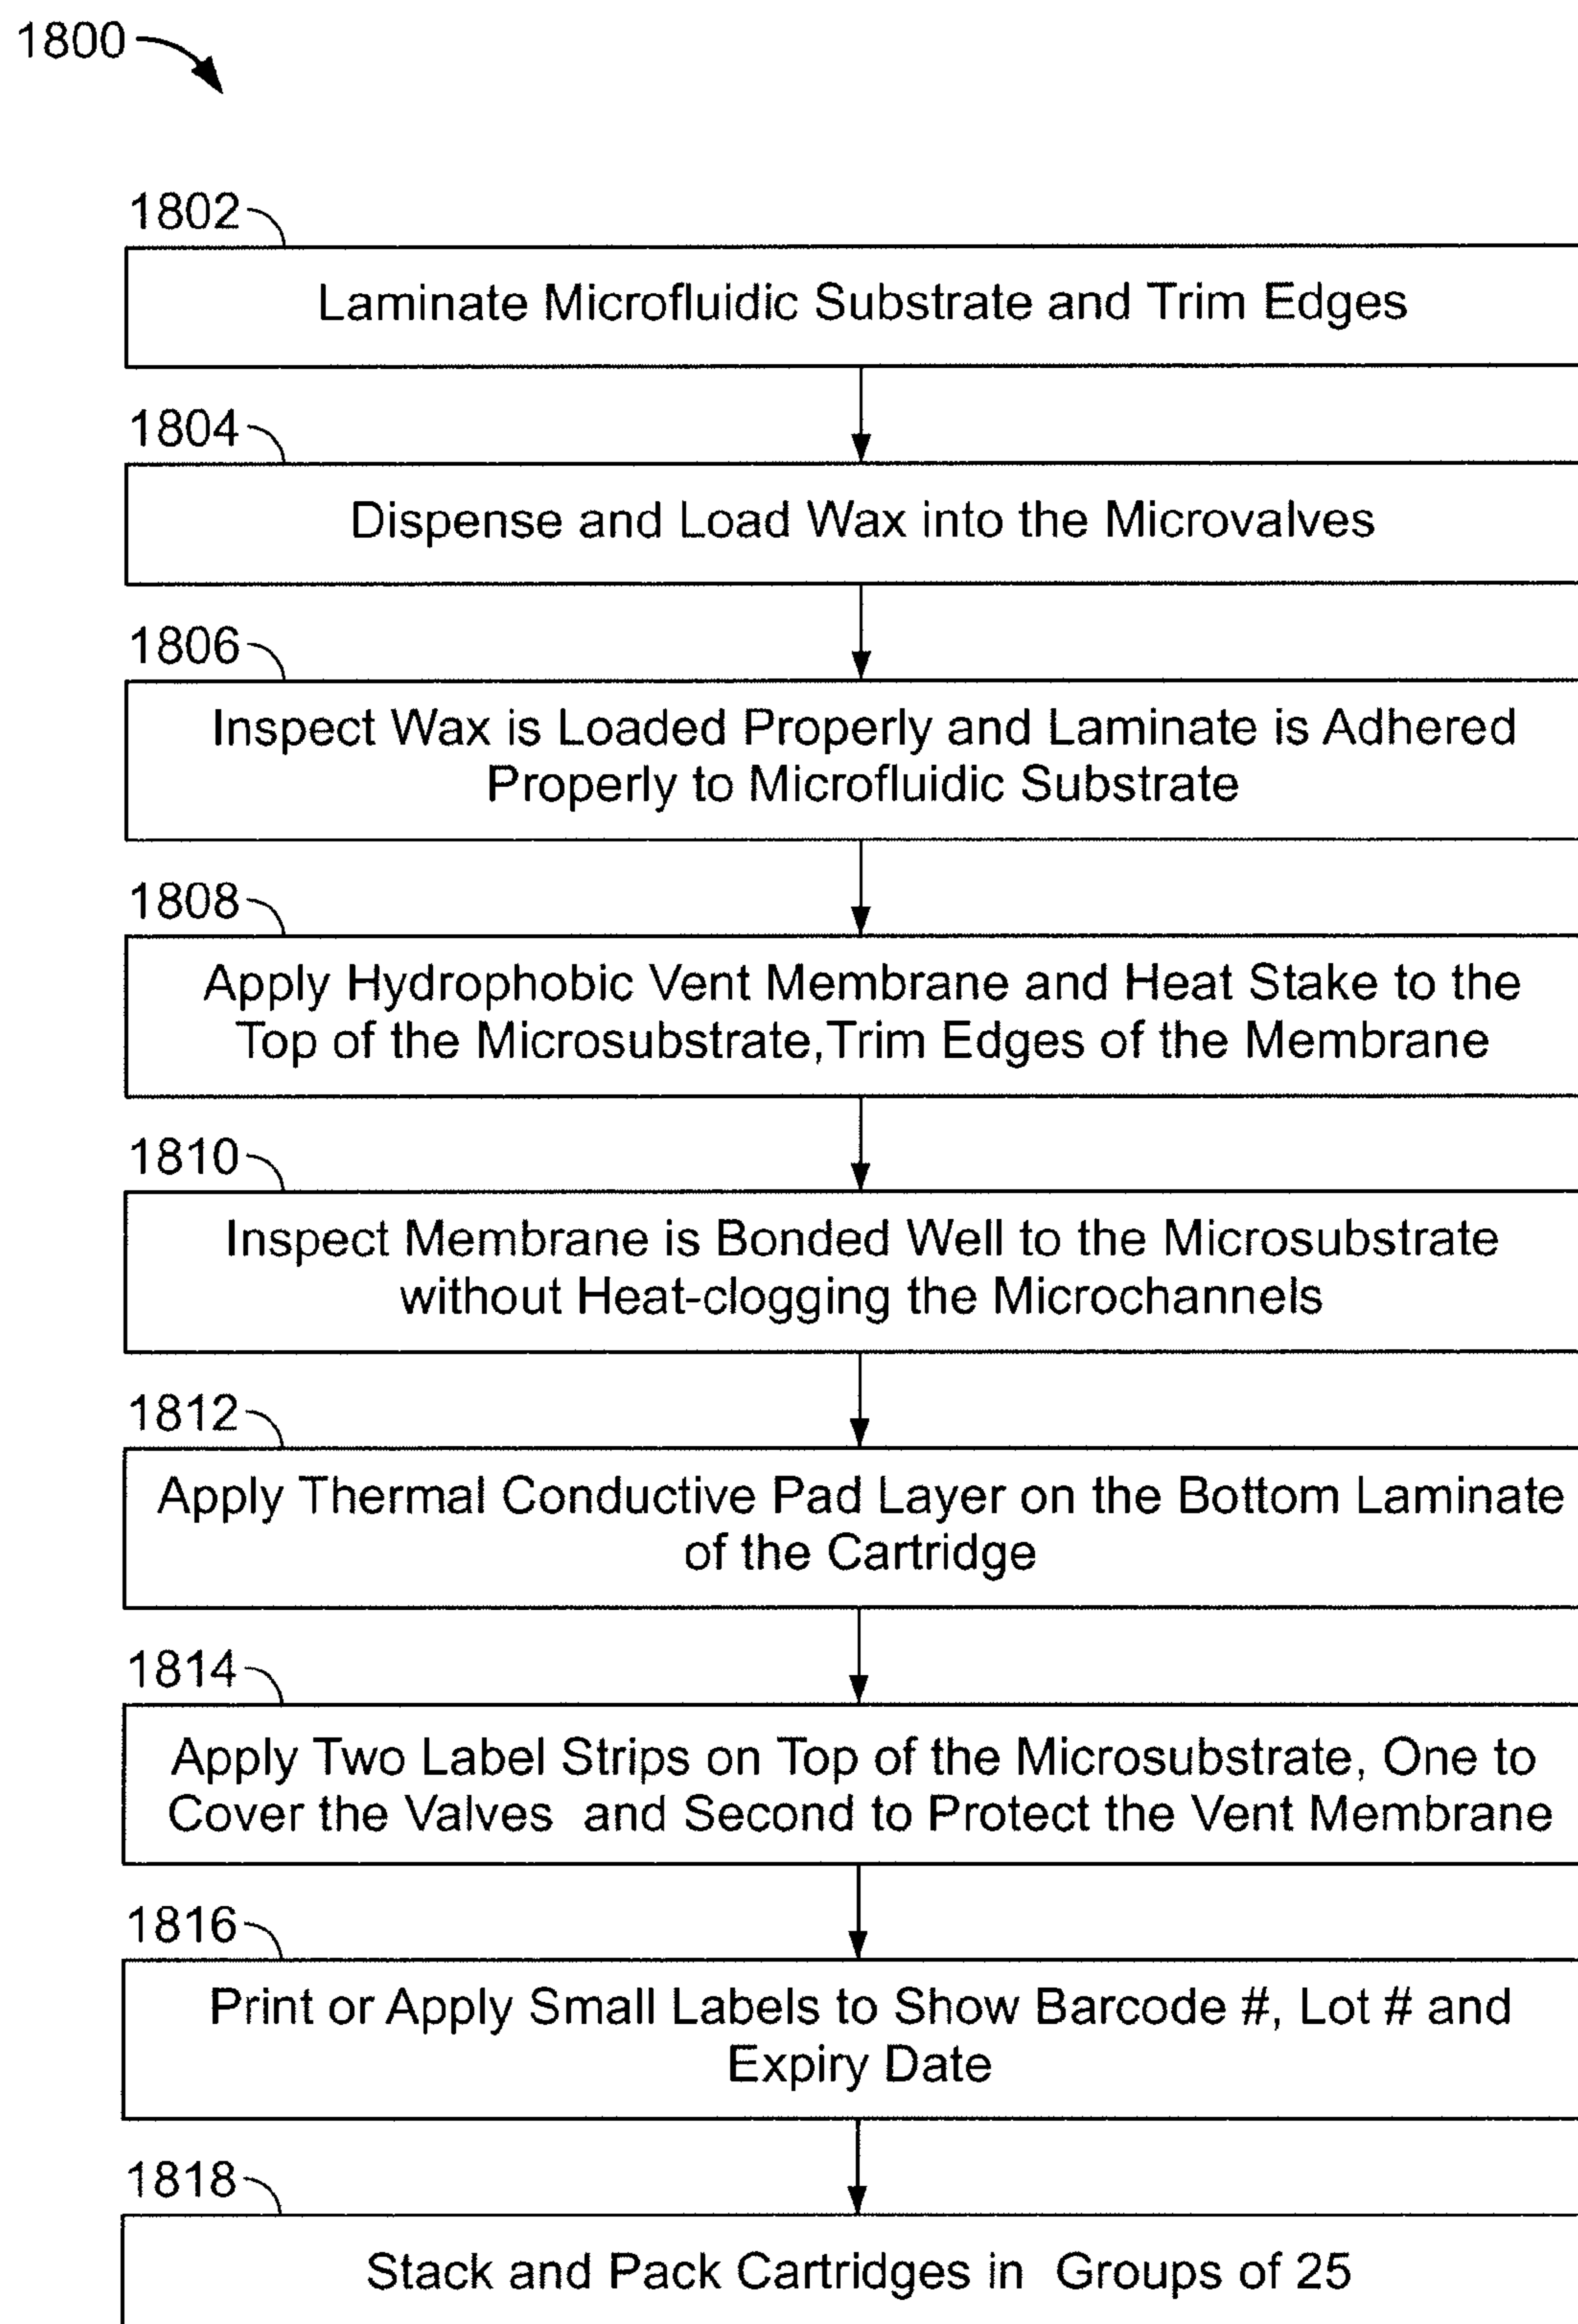 1800
1802
Laminate Microfluidic Substrate and Trim Edges
1804
Dispense and Load Wax into the Microvalves
1806
Inspect Wax is Loaded Properly and Laminate is Adhered
Properly to Microfluidic Substrate
1808
Apply Hydrophobic Vent Membrane and Heat Stake to the
Top of the Microsubstrate,Trim Edges of the Membrane
1810
Inspect Membrane is Bonded Well to the Microsubstrate
without Heat-clogging the Microchannels
1812
Apply Thermal Conductive Pad Layer on the Bottom Laminate
of the Cartridge
1814
Apply Two Label Strips on Top of the Microsubstrate, One to
Cover the Valves and Second to Protect the Vent Membrane
1816
Print or Apply Small Labels to Show Barcode #, Lot # and
Expiry Date
1818
Stack and Pack Cartridges in Groups of 25